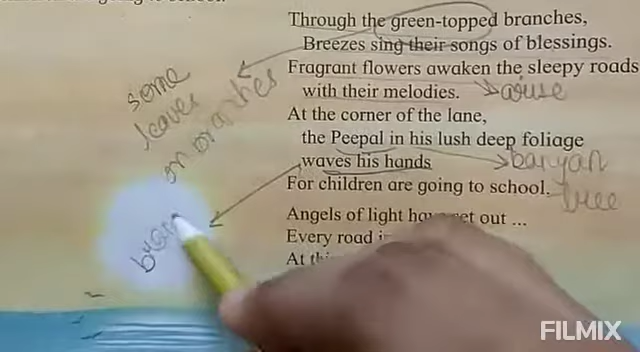 Through the green-topped branches,
Breezes sing their songs of blessings.
Fragrant flowers awaken the sleepy roads
with their melodies.
arise
At the corner of the lane,
the Peepal in his lush deep foliage
waves his hands
banyan
tree
For children are going to school.
Angels of light
Every road
some
leaves
on branches
FILMIX